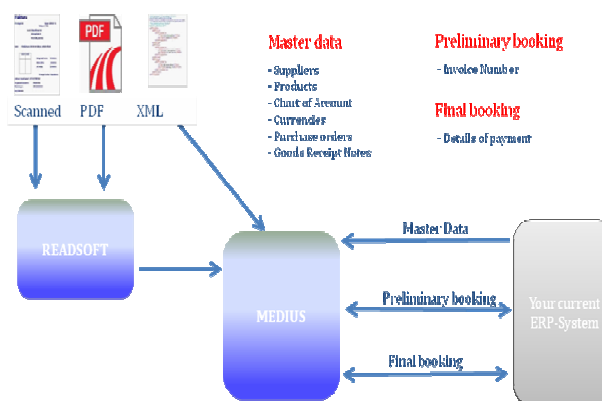 PDF
Scanned PDF XML
Master data
- Suppliers
- Products
- Chart of Account
- Currencies
- Purchase orders
- Goods Receipt Notes
Preliminary booking
- Invoice Number
Final booking
- Details of payment
READSOFT
MEDIUS
Master Data
Preliminary booking
Final booking
Your current
ERP-System